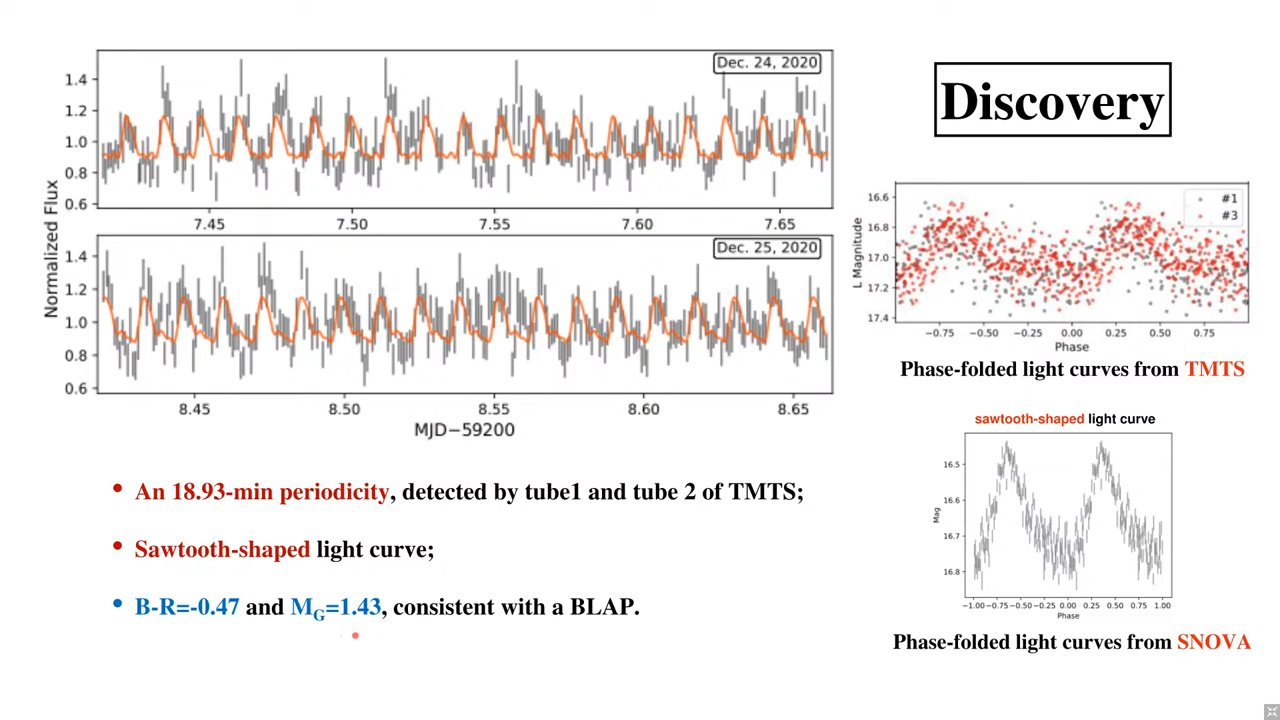 Discovery
Normalized Flux
Dec. 24, 2020
1.4
1.2
1.0
0.8
0.6
7.45 7.50 7.55 7.60 7.65
Dec. 25, 2020
1.4
1.2
1.0
0.8
0.6
8.45 8.50 8.55 8.60 8.65
MJD−59200
L Magnitude
#1
#3
16.6
16.8
17.0
17.2
17.4
−0.75 −0.50 −0.25 0.00 0.25 0.50 0.75
Phase
Phase-folded light curves from TMTS
sawtooth-shaped light curve
Mag
16.5
16.6
16.7
16.8
−1.00 −0.75 −0.50 −0.25 0.00 0.25 0.50 0.75 1.00
Phase
Phase-folded light curves from SNOVA
• An 18.93-min periodicity, detected by tube1 and tube 2 of TMTS;
• Sawtooth-shaped light curve;
• B-R=-0.47 and MG=1.43, consistent with a BLAP.